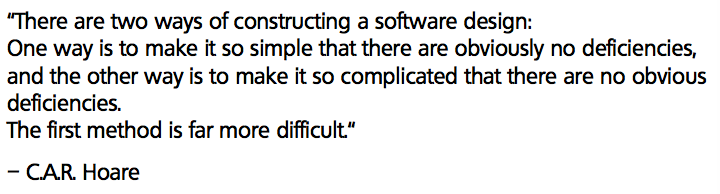 “There are two ways of constructing a software design:
One way is to make it so simple that there are obviously no deficiencies,
and the other way is to make it so complicated that there are no obvious
deficiencies.
The first method is far more difficult.“
– C.A.R. Hoare